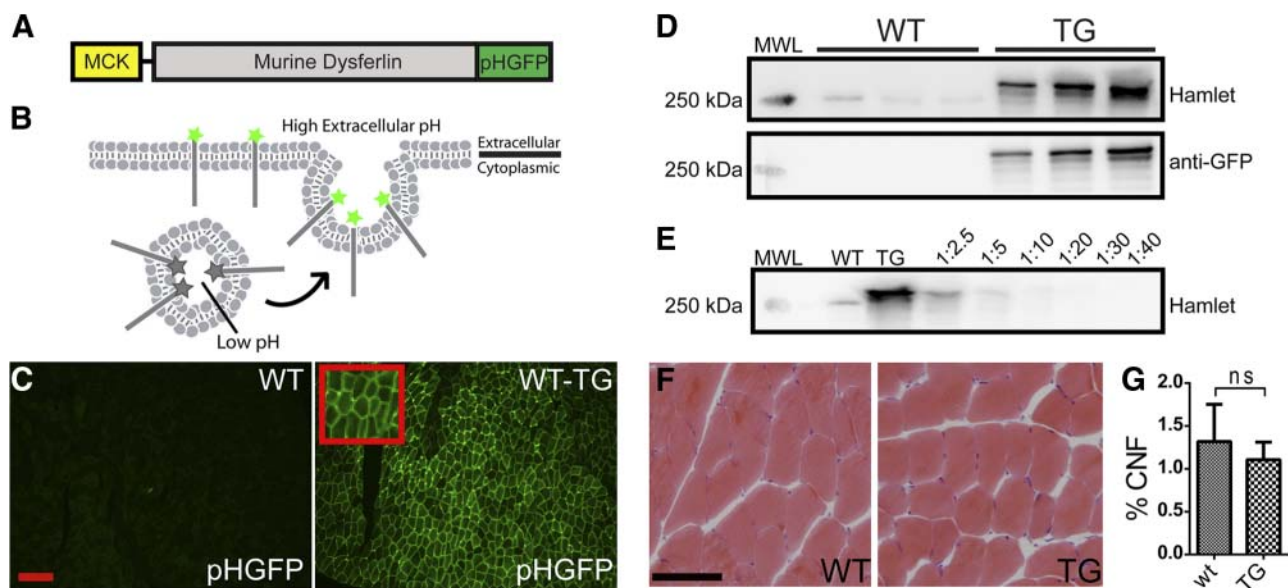 A
MCK
Murine Dysferlin
pHGFP
B
High Extracellular pH
Extracellular
Cytoplasmic
Low pH
C
WT
pHGFP
WT-TG
pHGFP
D
MWL
WT
TG
250 kDa
Hamlet
250 kDa
anti-GFP
E
MWL
WT
TG
1:2.5
1:5
1:10
1:20
1:30
1:40
250 kDa
Hamlet
F
WT
TG
G
% CNF
2.0
1.5
1.0
0.5
0.0
ns
wt
TG